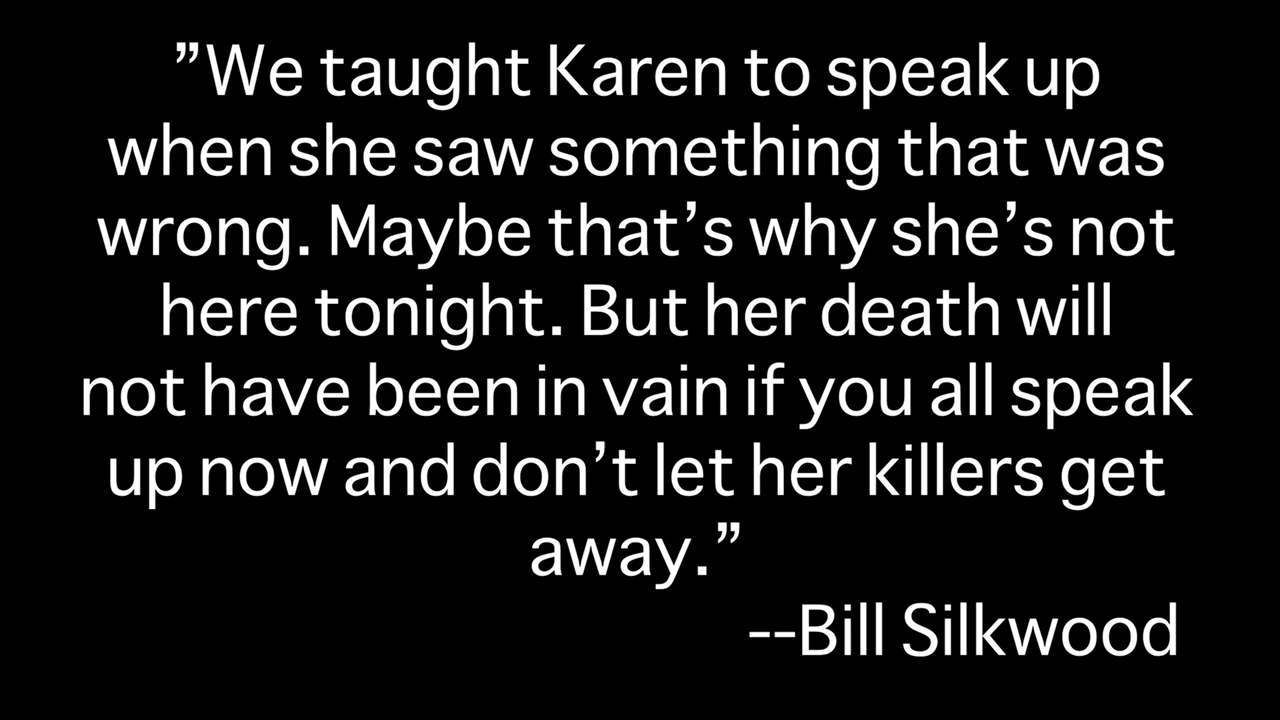 ”We taught Karen to speak up
when she saw something that was
wrong. Maybe that’s why she’s not
here tonight. But her death will
not have been in vain if you all speak
up now and don’t let her killers get
away.”
--Bill Silkwood